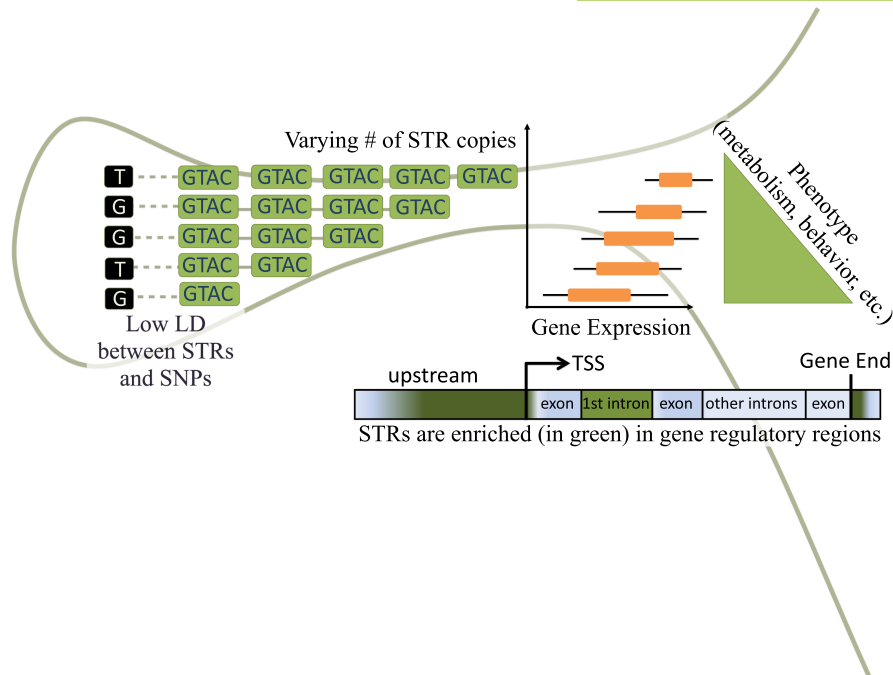 Varying # of STR copies
T GTAC GTAC GTAC GTAC GTAC
G GTAC GTAC GTAC GTAC
G GTAC GTAC GTAC
T GTAC GTAC
G GTAC
Low LD
between STRs
and SNPs
Gene Expression
Phenotype
(metabolism, behavior, etc.)
upstream
TSS
Gene End
exon 1st intron exon other introns exon
STRs are enriched (in green) in gene regulatory regions